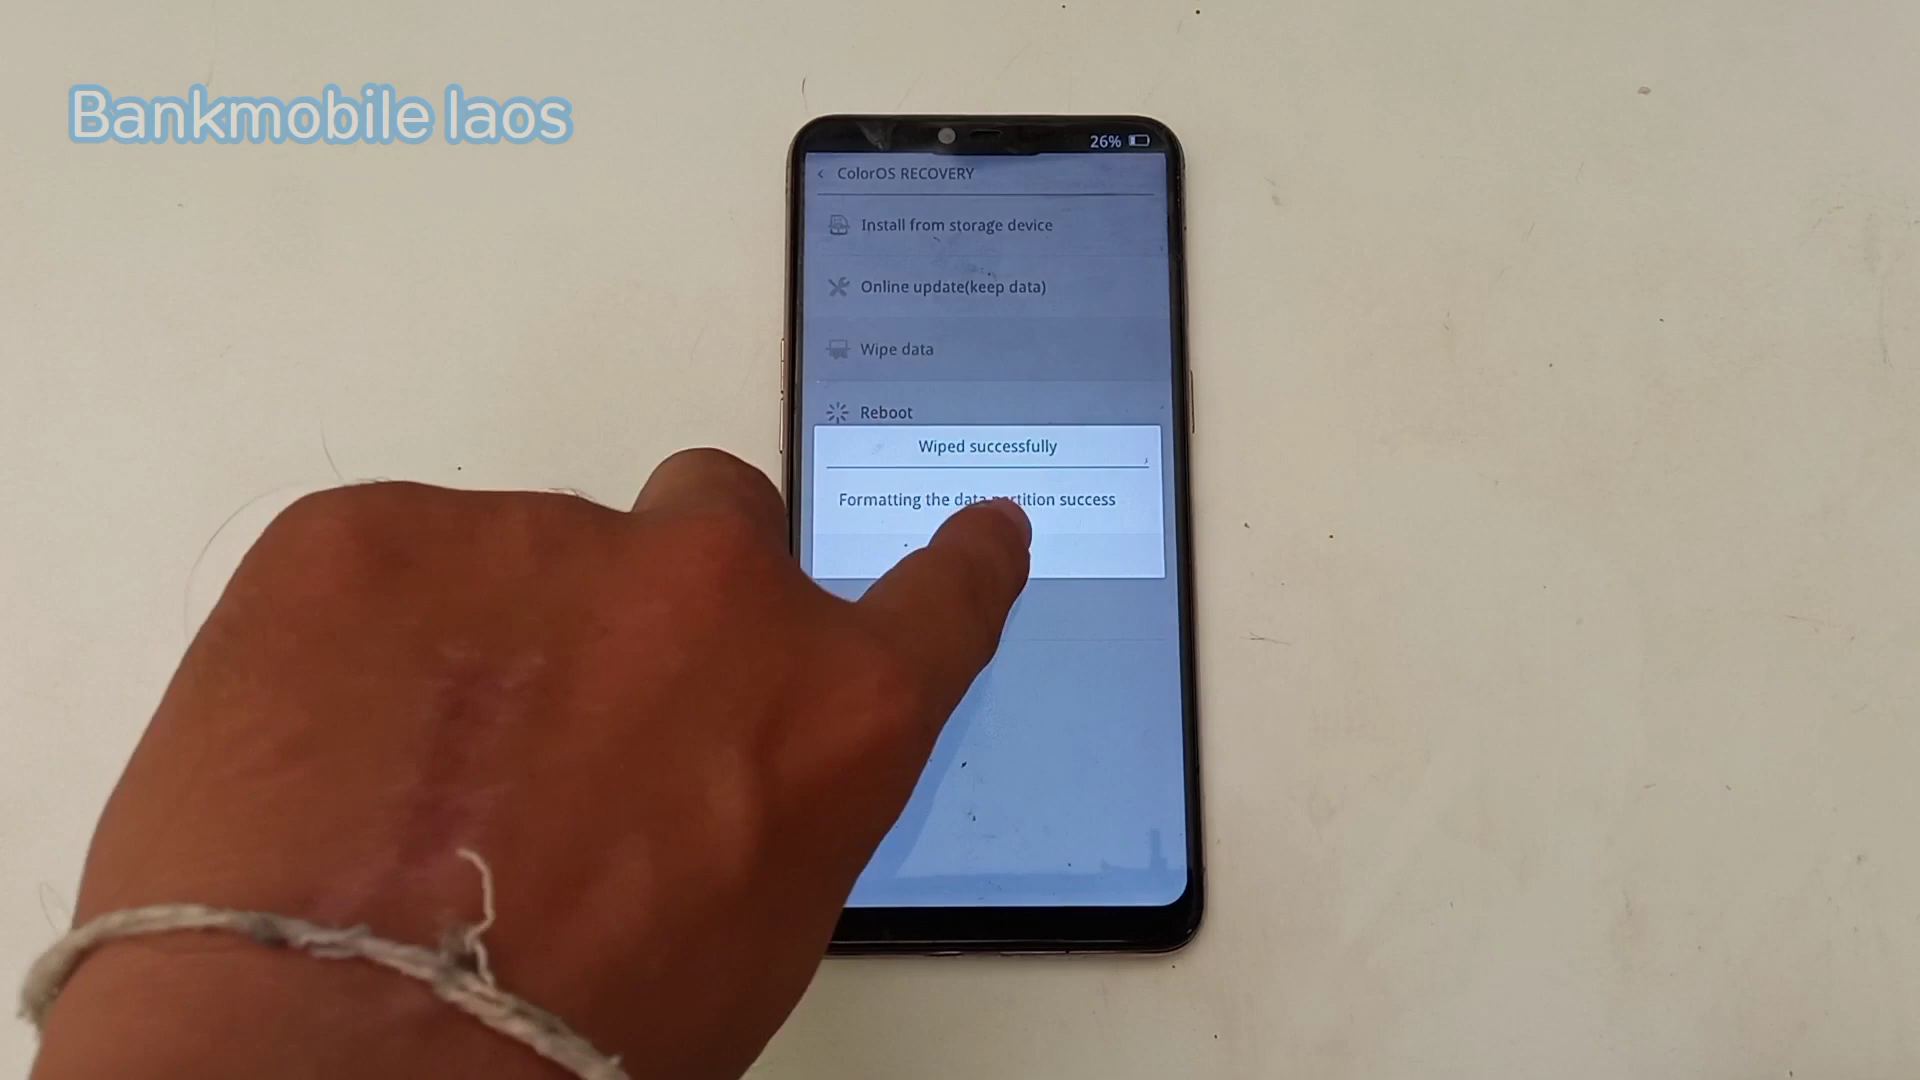 Bankmobile laos
26%
ColorOS RECOVERY
Install from storage device
Online update(keep data)
Wipe data
Reboot
Wiped successfully
Formatting the data partition success